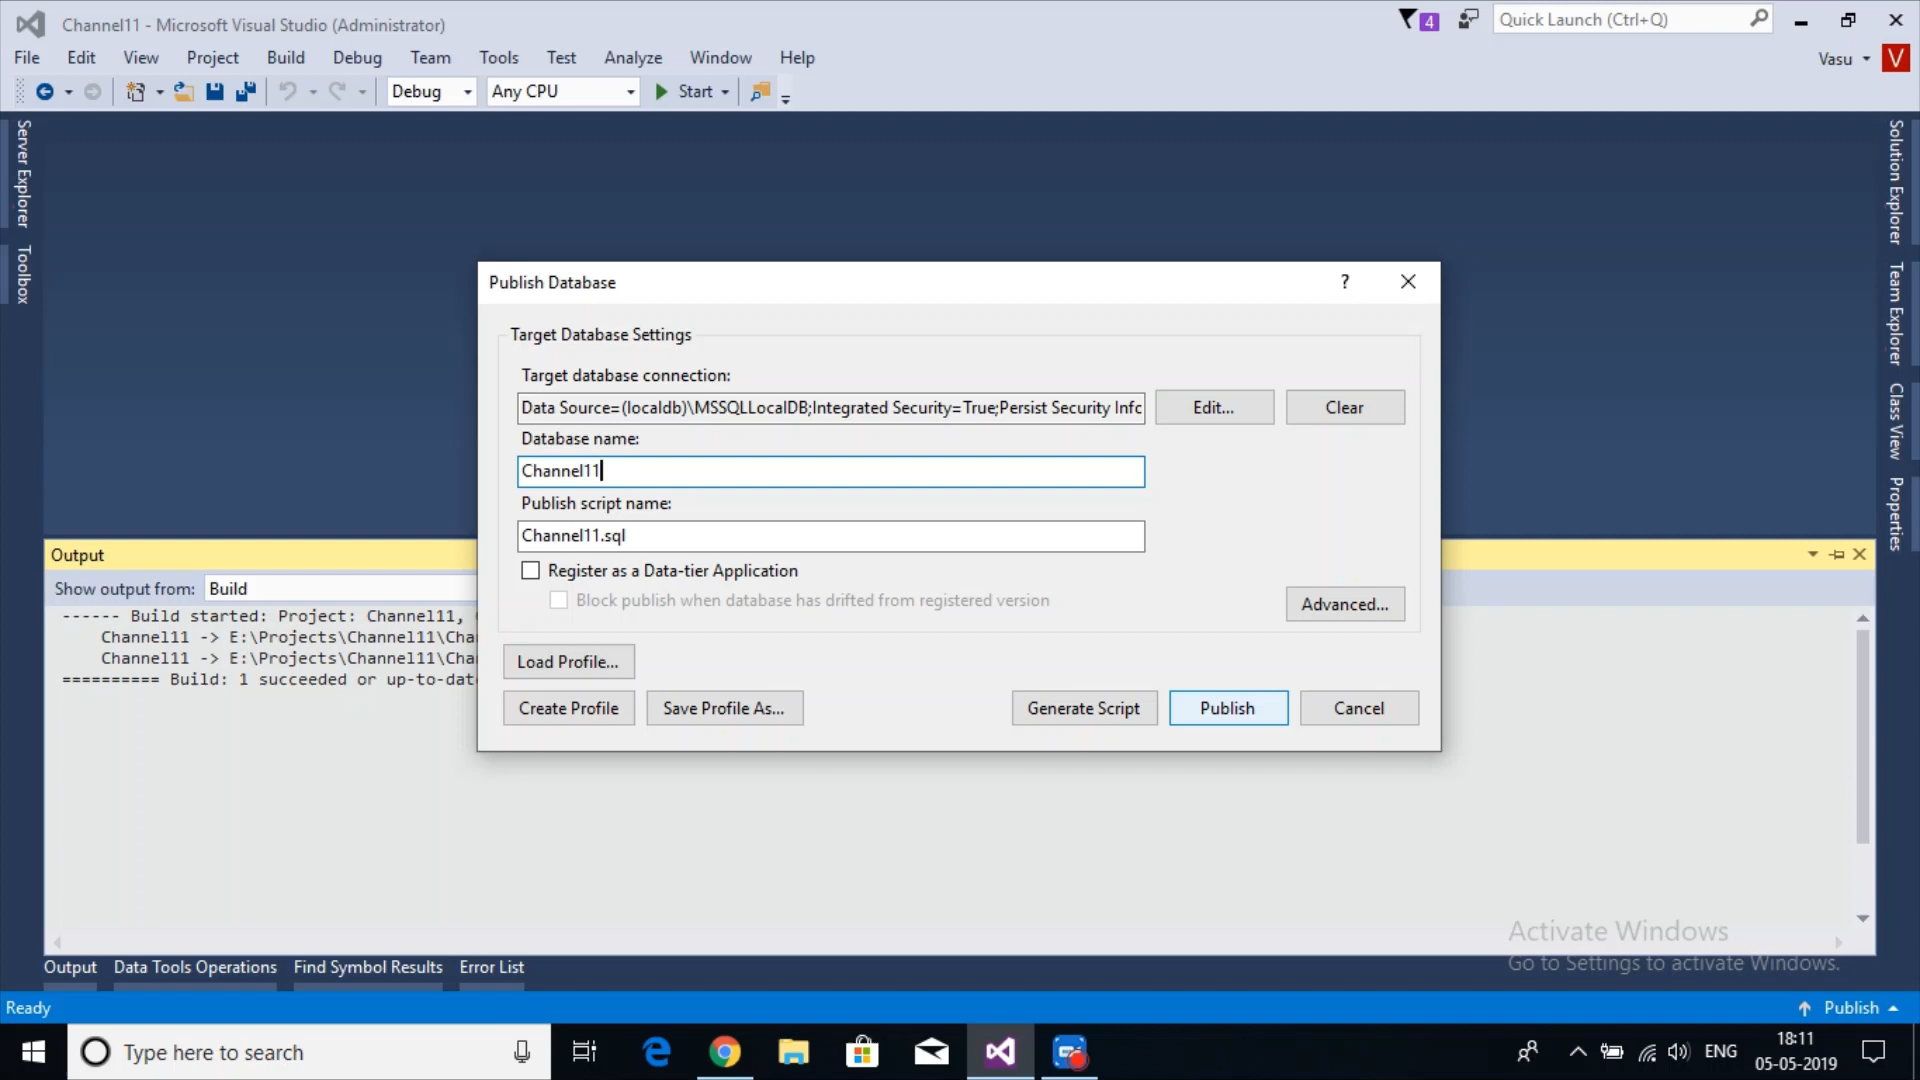 Channel11 - Microsoft Visual Studio (Administrator)
4
Quick Launch (Ctrl+Q)
File Edit View Project Build Debug Team Tools Test Analyze Window Help
Vasu V
Debug Any CPU Start
Server Explorer
Toolbox
Solution Explorer
Team Explorer
Class View
Properties
Publish Database
?
Target Database Settings
Target database connection:
Data Source=(localdb)\MSSQLLocalDB;Integrated Security=True;Persist Security Info
Edit...
Clear
Database name:
Channel11
Publish script name:
Channel11.sql
Register as a Data-tier Application
Block publish when database has drifted from registered version
Advanced...
Load Profile...
Create Profile Save Profile As... Generate Script Publish Cancel
Output
Show output from: Build
------ Build started: Project: Channel11,
Channel11 -> E:\Projects\Channel11\Cha
Channel11 -> E:\Projects\Channel11\Cha
========== Build: 1 succeeded or up-to-date
Activate Windows
Go to Settings to activate Windows.
Output Data Tools Operations Find Symbol Results Error List
Ready
Publish
Type here to search
ENG
18:11
05-05-2019